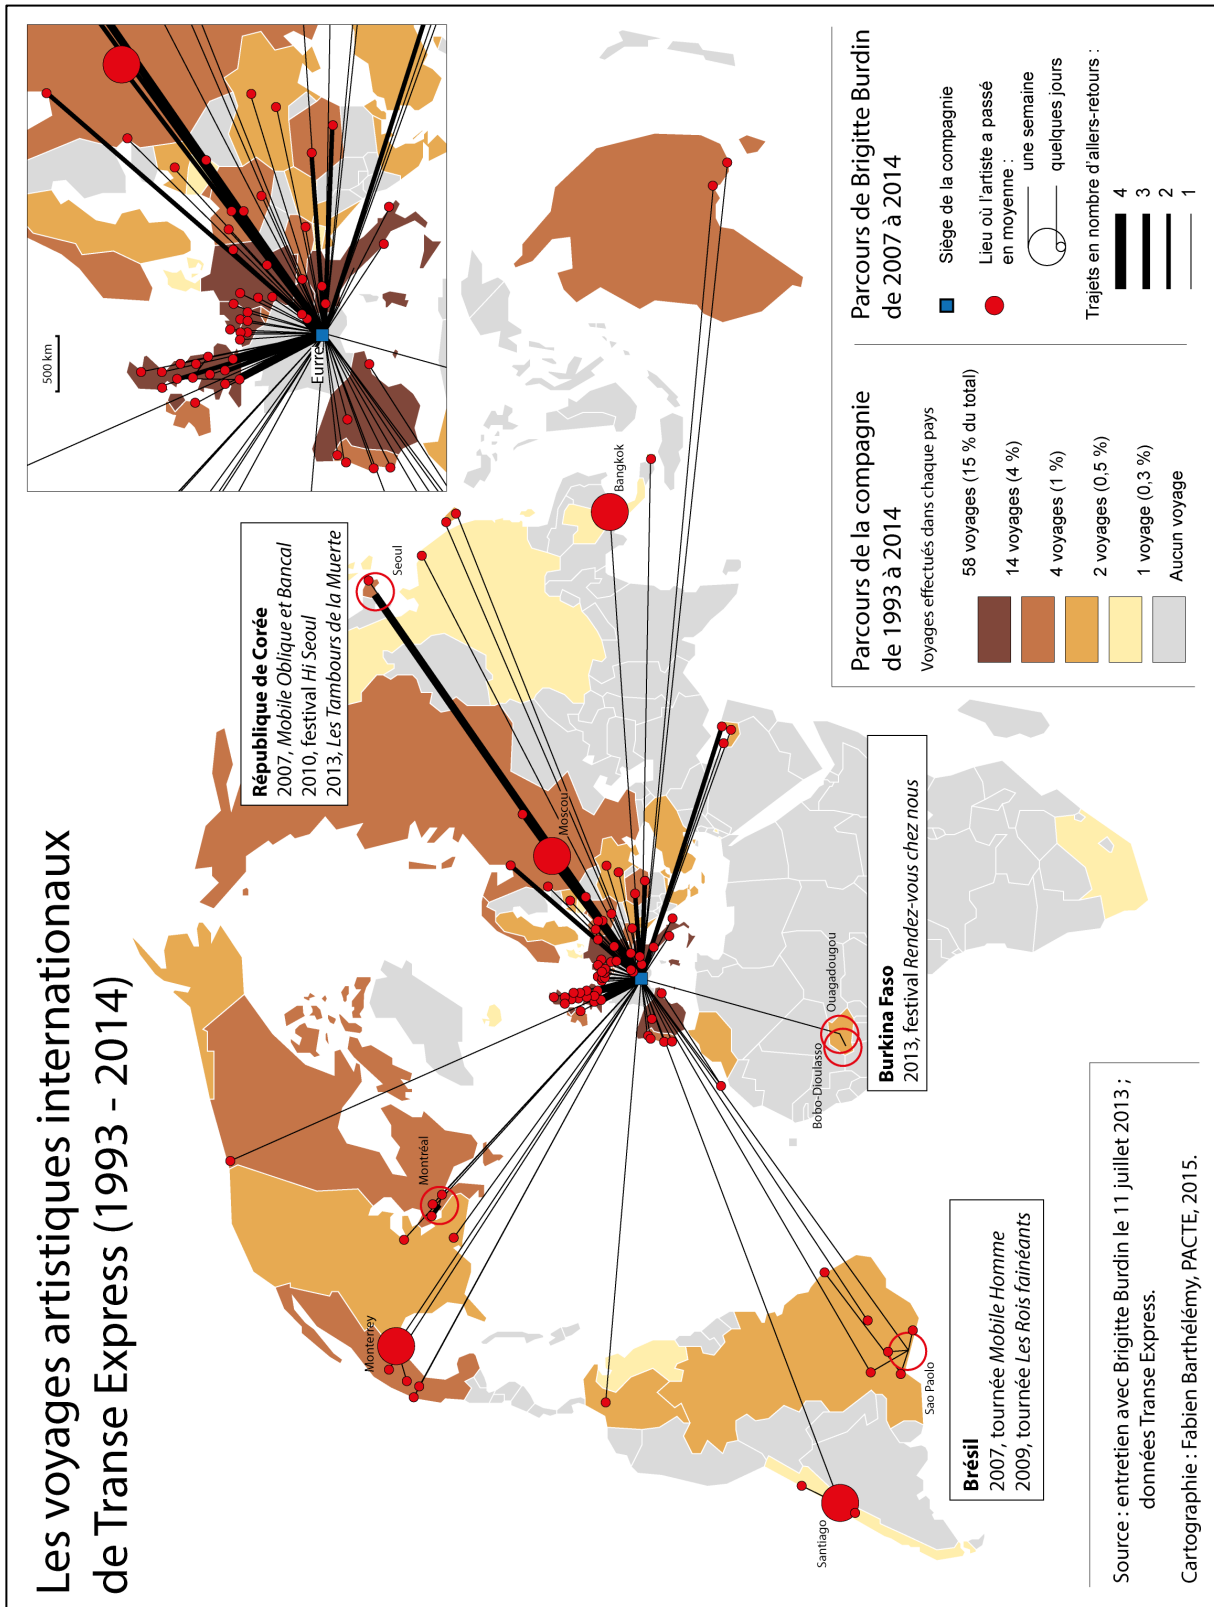 Les voyages artistiques internationaux
de Transe Express (1993 - 2014)
500 km
Eurre
République de Corée
2007, Mobile Oblique et Bancal
2010, festival Hi Seoul
2013, Les Tambours de la Muerte
Seoul
Moscou
Bangkok
Montréal
Monterrey
Ouagadougou
Bobo-Dioulasso
Burkina Faso
2013, festival Rendez-vous chez nous
Sao Paolo
Santiago
Brésil
2007, tournée Mobile Homme
2009, tournée Les Rois fainéants
Parcours de la compagnie
de 1993 à 2014
Voyages effectués dans chaque pays
58 voyages (15 % du total)
14 voyages (4 %)
4 voyages (1 %)
2 voyages (0,5 %)
1 voyage (0,3 %)
Aucun voyage
Parcours de Brigitte Burdin
de 2007 à 2014
Siège de la compagnie
Lieu où l'artiste a passé
en moyenne :
une semaine
quelques jours
Trajets en nombre d'allers-retours :
4
3
2
1
Source : entretien avec Brigitte Burdin le 11 juillet 2013 ;
données Transe Express.
Cartographie : Fabien Barthélémy, PACTE, 2015.